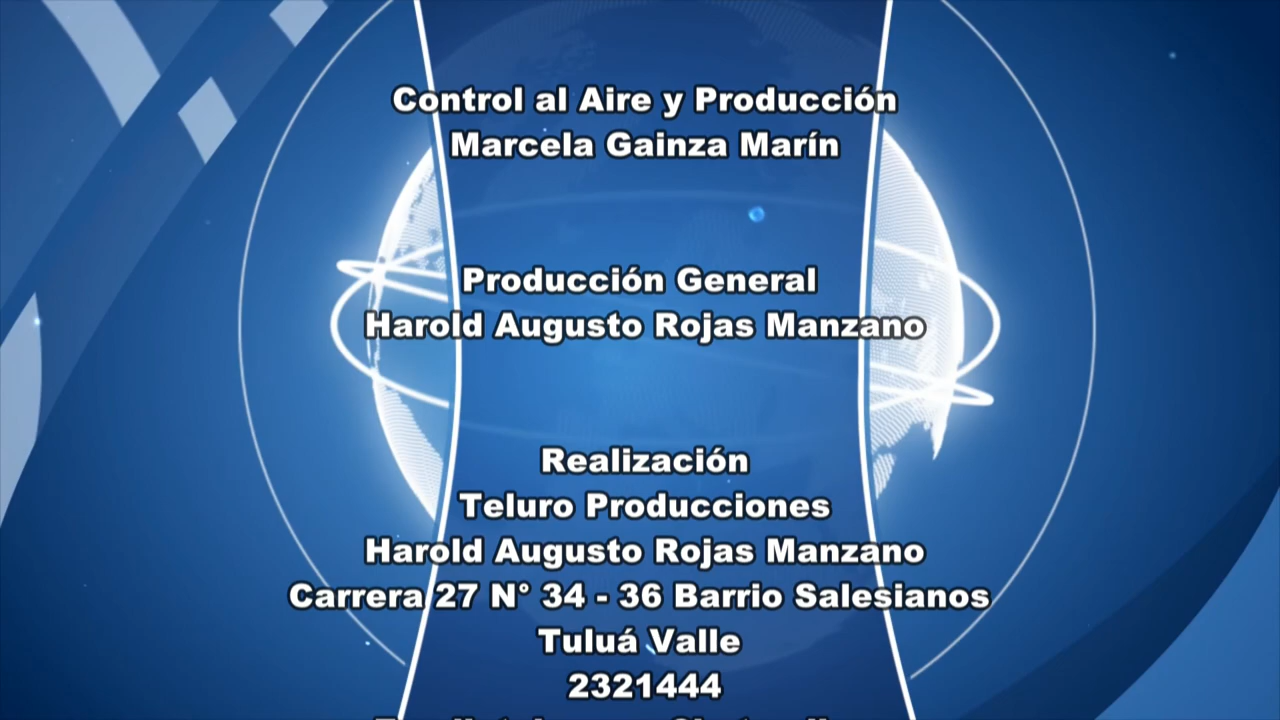 Control al Aire y Producción
Marcela Gainza Marín
Producción General
Harold Augusto Rojas Manzano
Realización
Teluro Producciones
Harold Augusto Rojas Manzano
Carrera 27 N° 34 - 36 Barrio Salesianos
Tuluá Valle
2321444